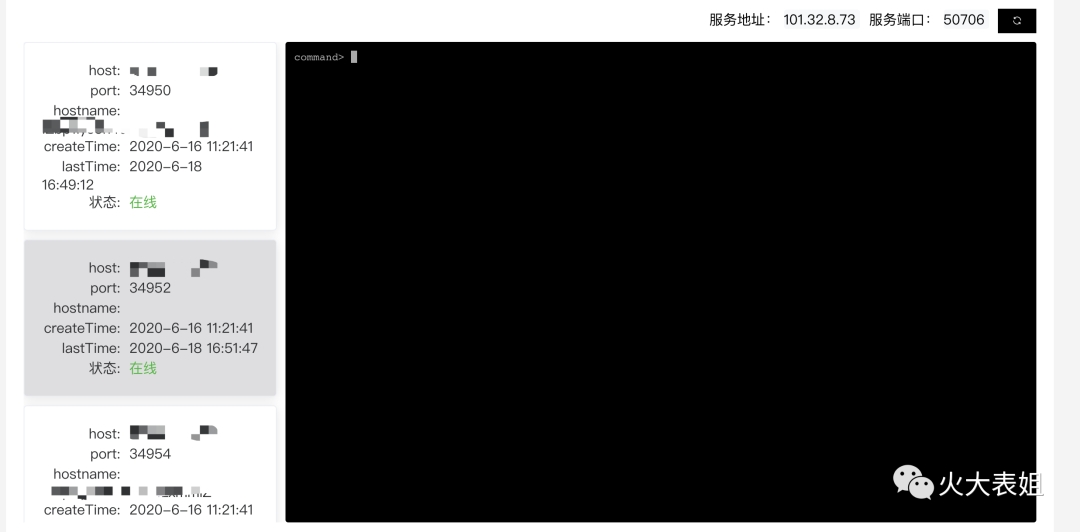 服务地址: 101.32.8.73 服务端口: 50706
host:
port: 34950
hostname:
createTime: 2020-6-16 11:21:41
lastTime: 2020-6-18
16:49:12
状态: 在线
host:
port: 34952
hostname:
createTime: 2020-6-16 11:21:41
lastTime: 2020-6-18 16:51:47
状态: 在线
host:
port: 34954
hostname:
createTime: 2020-6-16 11:21:41
command>
火大表姐